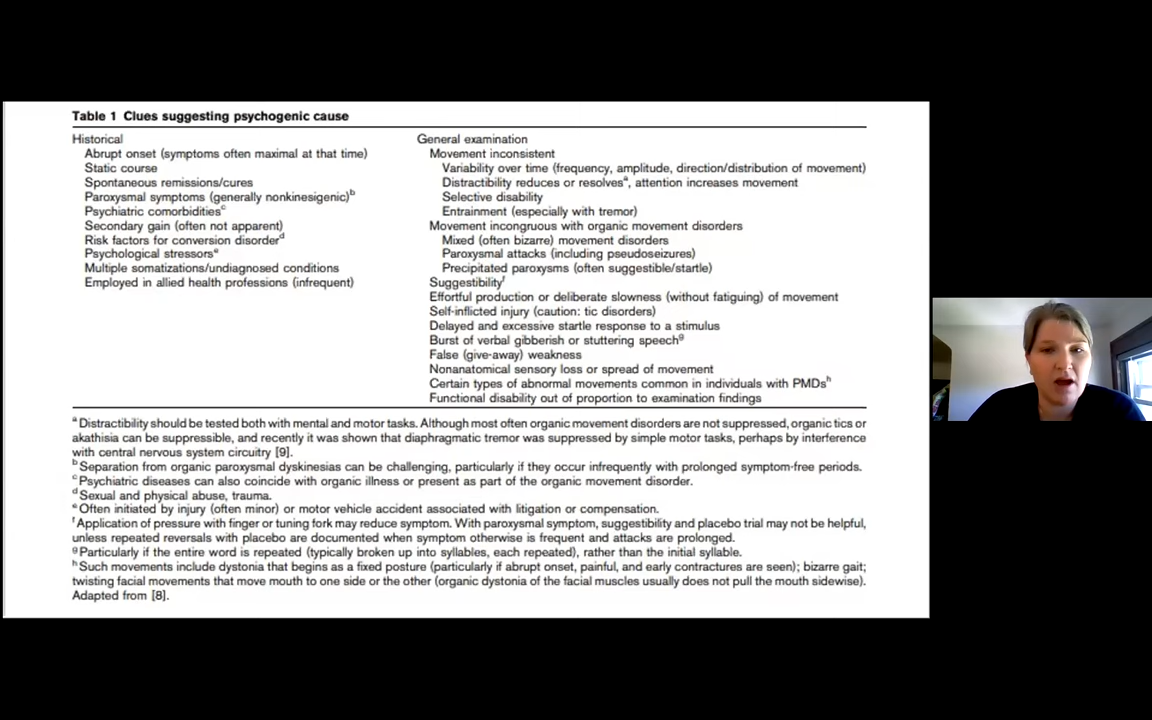 Table 1 Clues suggesting psychogenic cause
Historical
Abrupt onset (symptoms often maximal at that time)
Static course
Spontaneous remissions/cures
Paroxysmal symptoms (generally nonkinesigenic)b
Psychiatric comorbiditiesc
Secondary gain (often not apparent)
Risk factors for conversion disorderd
Psychological stressorse
Multiple somatizations/undiagnosed conditions
Employed in allied health professions (infrequent)
General examination
Movement inconsistent
Variability over time (frequency, amplitude, direction/distribution of movement)
Distractibility reduces or resolvesa, attention increases movement
Selective disability
Entrainment (especially with tremor)
Movement incongruous with organic movement disorders
Mixed (often bizarre) movement disorders
Paroxysmal attacks (including pseudoseizures)
Precipitated paroxysms (often suggestible/startle)
Suggestibilityf
Effortful production or deliberate slowness (without fatiguing) of movement
Self-inflicted injury (caution: tic disorders)
Delayed and excessive startle response to a stimulus
Burst of verbal gibberish or stuttering speechg
False (give-away) weakness
Nonanatomical sensory loss or spread of movement
Certain types of abnormal movements common in individuals with PMDsh
Functional disability out of proportion to examination findings
a Distractibility should be tested both with mental and motor tasks. Although most often organic movement disorders are not suppressed, organic tics or
akathisia can be suppressible, and recently it was shown that diaphragmatic tremor was suppressed by simple motor tasks, perhaps by interference
with central nervous system circuitry [9].
b Separation from organic paroxysmal dyskinesias can be challenging, particularly if they occur infrequently with prolonged symptom-free periods.
c Psychiatric diseases can also coincide with organic illness or present as part of the organic movement disorder.
d Sexual and physical abuse, trauma.
e Often initiated by injury (often minor) or motor vehicle accident associated with litigation or compensation.
f Application of pressure with finger or tuning fork may reduce symptom. With paroxysmal symptom, suggestibility and placebo trial may not be helpful,
unless repeated reversals with placebo are documented when symptom otherwise is frequent and attacks are prolonged.
g Particularly if the entire word is repeated (typically broken up into syllables, each repeated), rather than the initial syllable.
h Such movements include dystonia that begins as a fixed posture (particularly if abrupt onset, painful, and early contractures are seen); bizarre gait;
twisting facial movements that move mouth to one side or the other (organic dystonia of the facial muscles usually does not pull the mouth sidewise).
Adapted from [8].